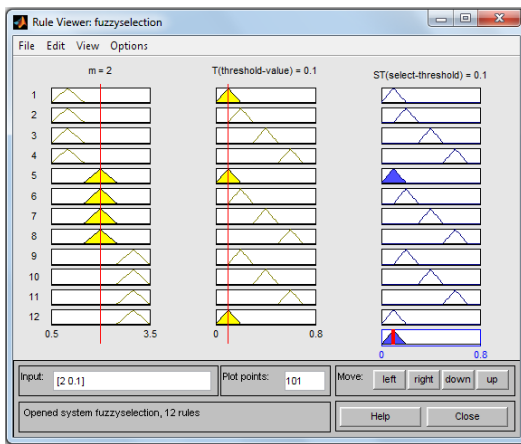 Rule Viewer: fuzzyselection
File Edit View Options
m = 2 T(threshold-value) = 0.1 ST(select-threshold) = 0.1
1
2
3
4
5
6
7
8
9
10
11
12
0.5 3.5 0 0.8
0 0.8
Input: [2 0.1] Plot points: 101 Move: left right down up
Opened system fuzzyselection, 12 rules Help Close